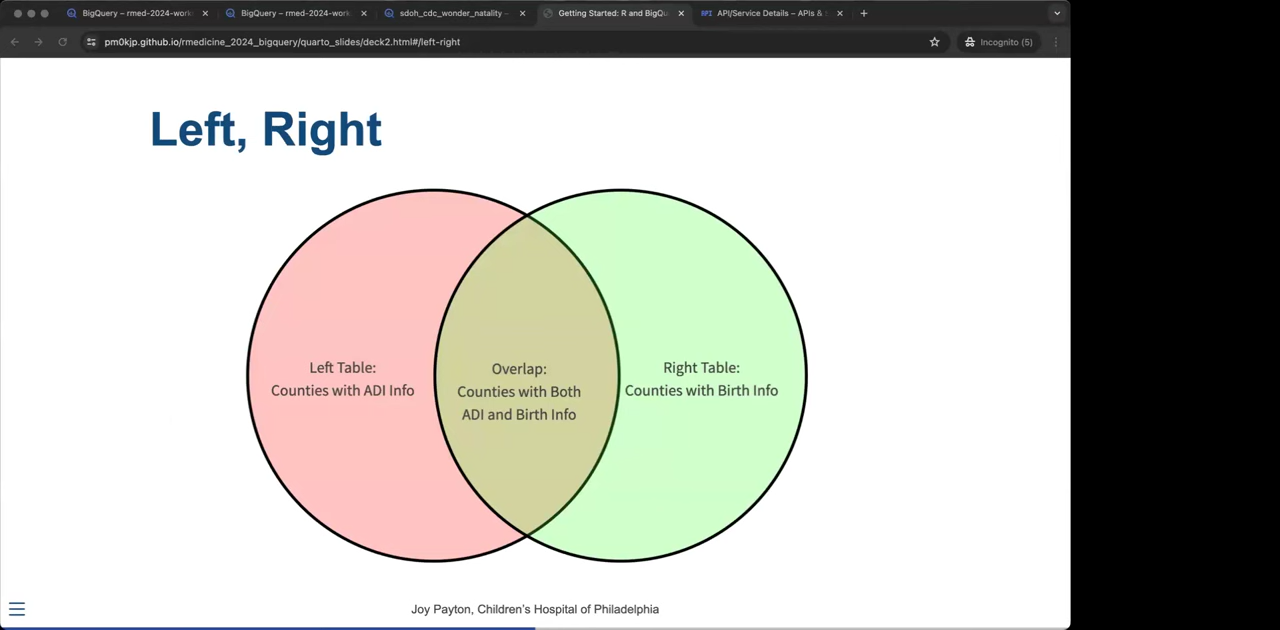 BigQuery – rmed-2024-work
BigQuery – rmed-2024-work
sdoh_cdc_wonder_natality –
Getting Started: R and BigQu
API API/Service Details – APIs &
pm0kjp.github.io/rmedicine_2024_bigquery/quarto_slides/deck2.html#/left-right
Incognito (5)
Left, Right
Left Table:
Counties with ADI Info
Overlap:
Counties with Both
ADI and Birth Info
Right Table:
Counties with Birth Info
Joy Payton, Children's Hospital of Philadelphia